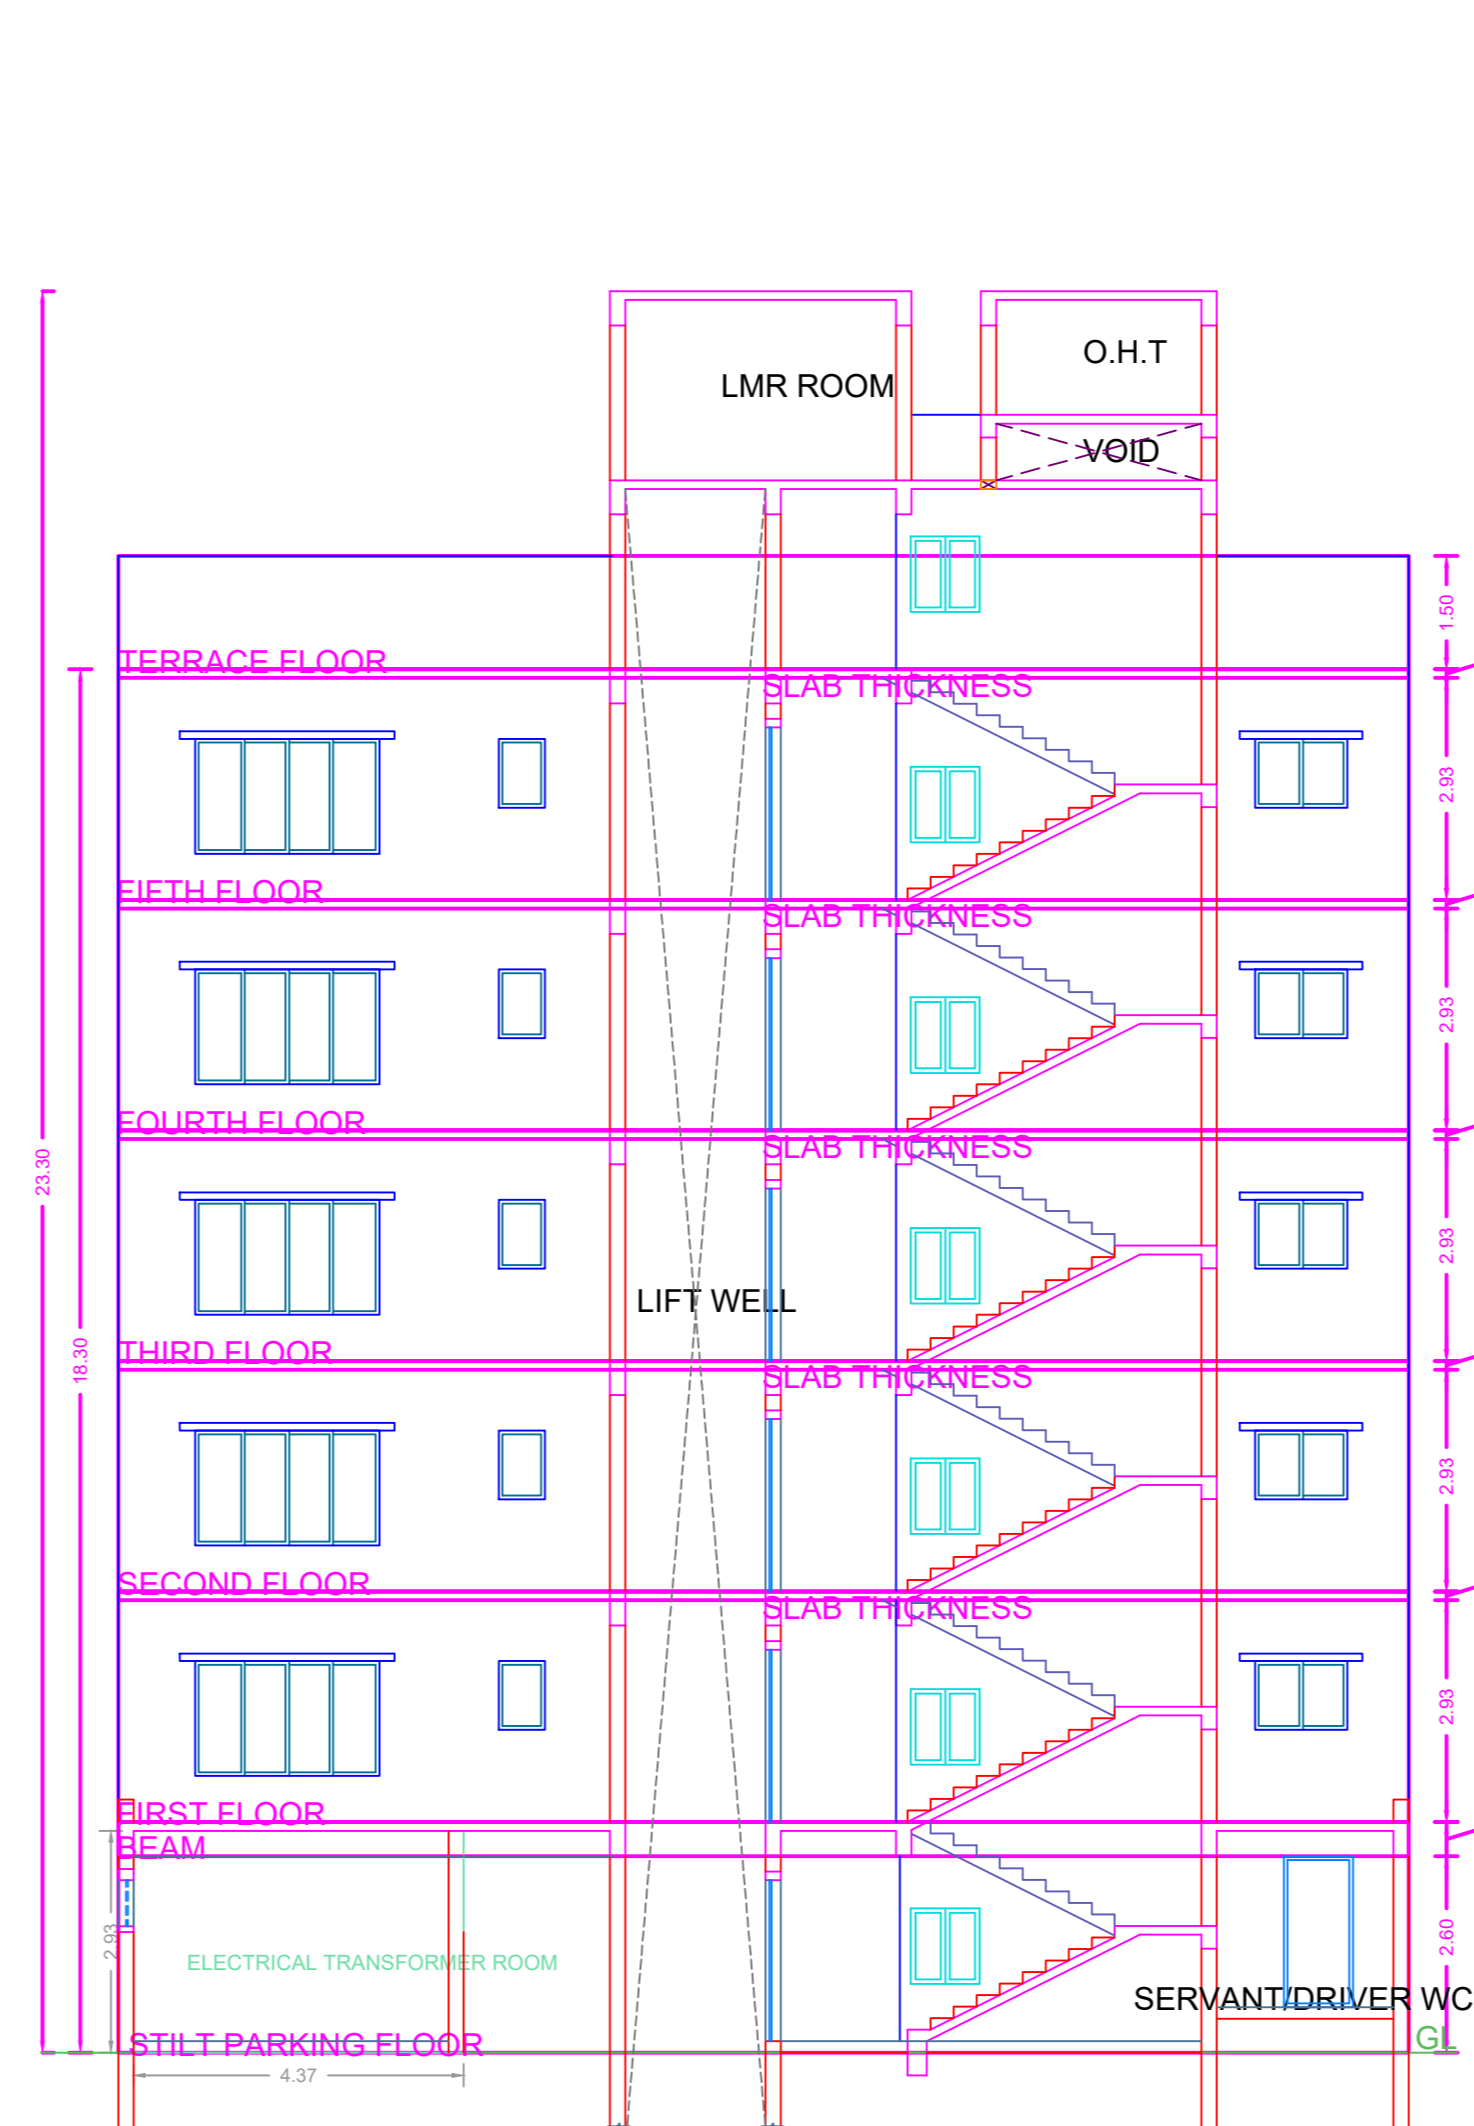 O.H.T
LMR ROOM
VOID
1.50
TERRACE FLOOR
SLAB THICKNESS
2.93
FIFTH FLOOR
SLAB THICKNESS
2.93
FOURTH FLOOR
SLAB THICKNESS
23.30
2.93
LIFT WELL
18.30
THIRD FLOOR
SLAB THICKNESS
2.93
SECOND FLOOR
SLAB THICKNESS
2.93
FIRST FLOOR
BEAM
2.93
2.60
ELECTRICAL TRANSFORMER ROOM
SERVANT/DRIVER WC
GL
STILT PARKING FLOOR
4.37